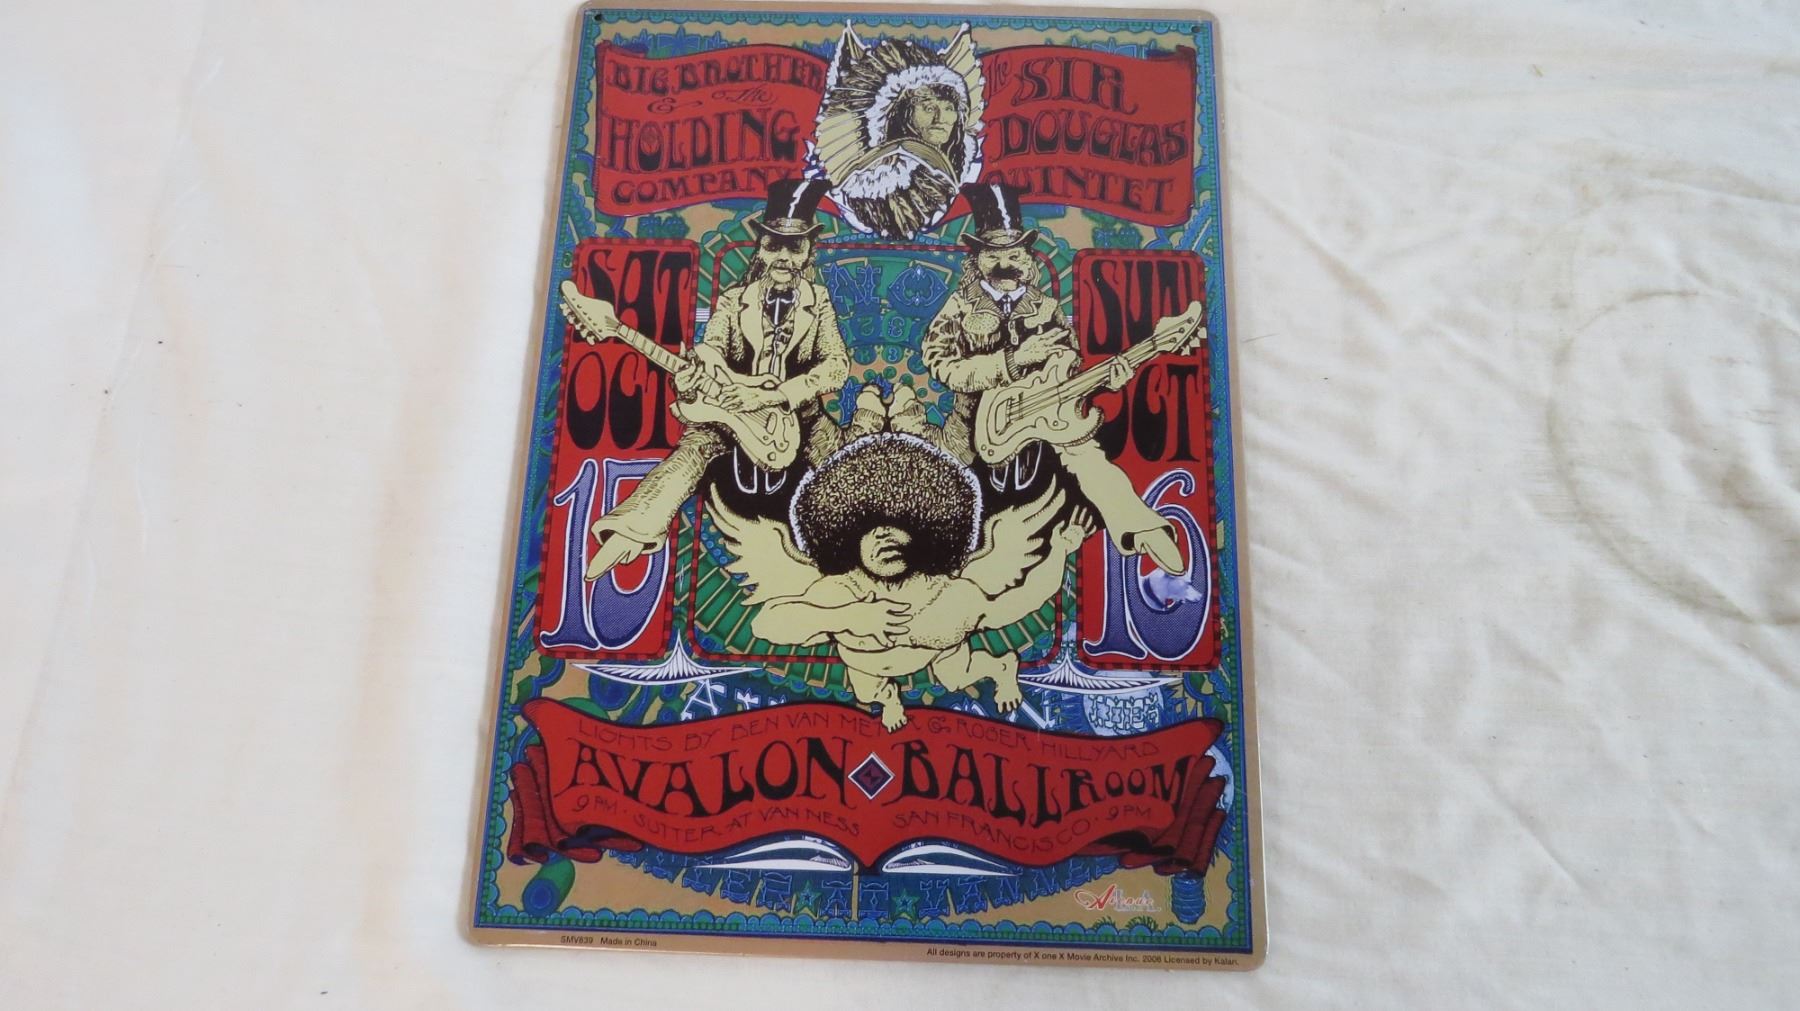 BIG BROTHER
& The
HOLDING
COMPANY
The SIR
DOUGLAS
QUINTET
SAT
OCT
15
SUN
OCT
16
LIGHTS BY BEN VAN METER & ROGER HILLYARD
AVALON BALLROOM
9 PM · SUTTER AT VAN NESS SAN FRANCISCO · 9 PM
SMV839 Made in China
All designs are property of X one X Movie Archive Inc. 2006 Licensed by Kalan.